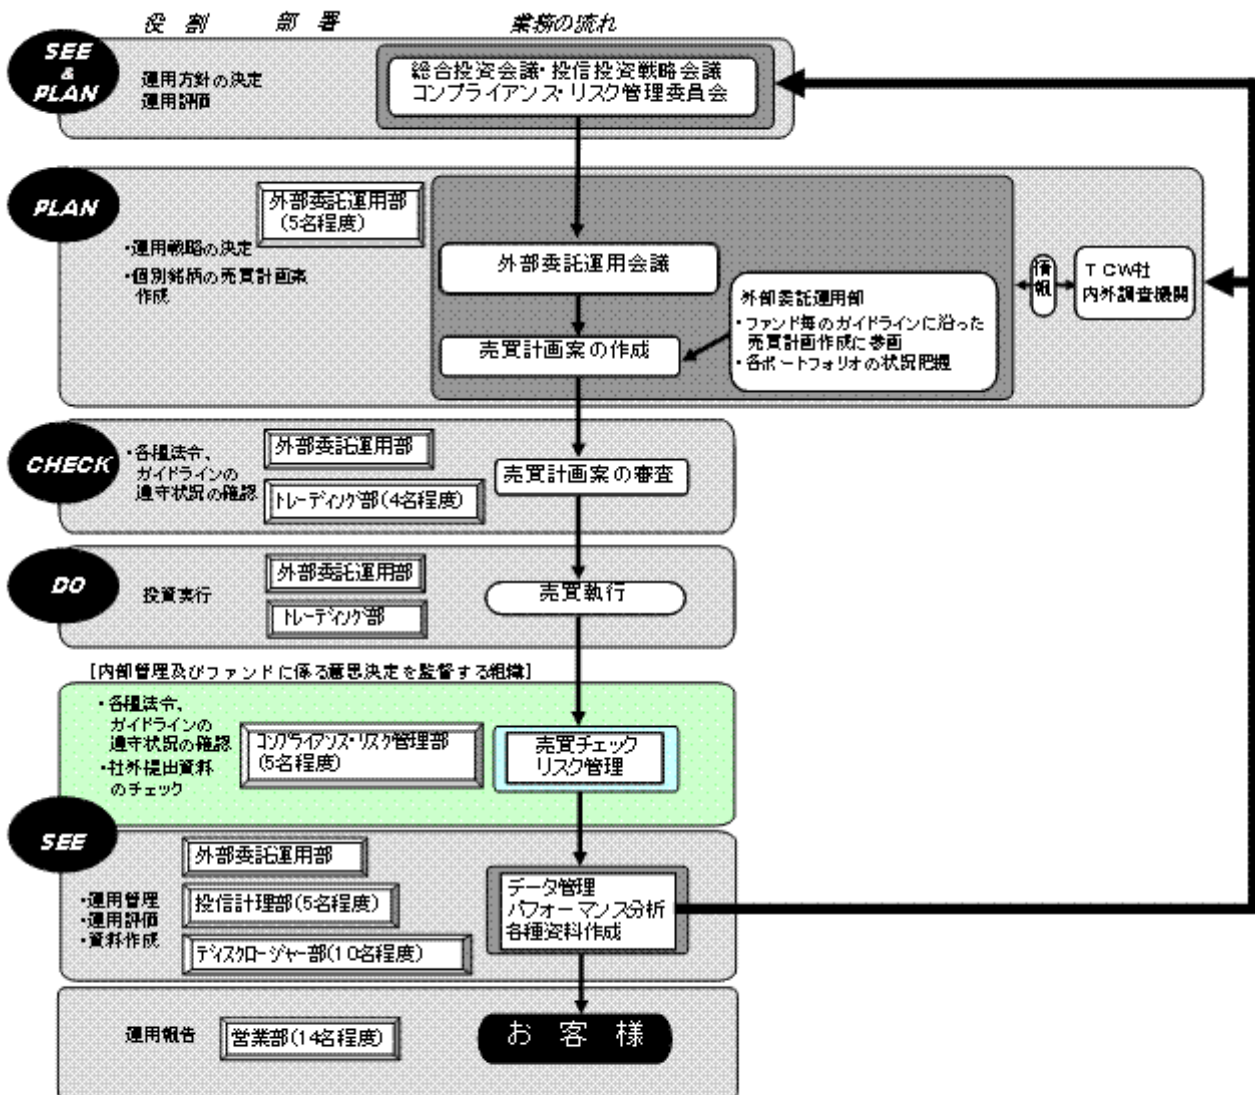 役 割
部 署
業務の流れ
SEE
&
PLAN
運用方針の決定
運用評価
総合投資会議・投信投資戦略会議
コンプライアンス・リスク管理委員会
PLAN
外部委託運用部
(5名程度)
・運用戦略の決定
・個別銘柄の売買計画案
作成
外部委託運用会議
売買計画案の作成
外部委託運用部
・ファンド毎のガイドラインに沿った
売買計画作成に参画
・各ポートフォリオの状況把握
情
報
TCW社
内外調査機関
CHECK
・各種法令、
ガイドラインの
遵守状況の確認
外部委託運用部
トレーディング部(4名程度)
売買計画案の審査
DO
投資実行
外部委託運用部
トレーディング部
売買執行
[内部管理及びファンドに係る意思決定を監督する組織]
・各種法令、
ガイドラインの
遵守状況の確認
・社外提出資料
のチェック
コンプライアンス・リスク管理部
(5名程度)
売買チェック
リスク管理
SEE
外部委託運用部
・運用管理
・運用評価
・資料作成
投信計理部(5名程度)
ディスクロージャー部(10名程度)
データ管理
パフォーマンス分析
各種資料作成
運用報告
営業部(14名程度)
お 客 様